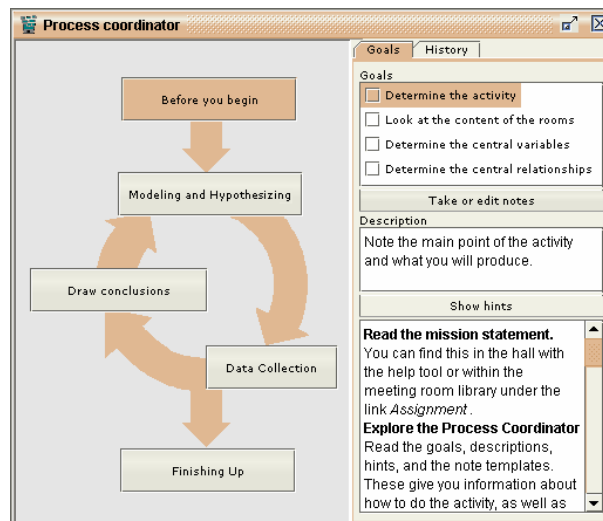 Process coordinator
Before you begin
Modeling and Hypothesizing
Draw conclusions
Data Collection
Finishing Up
Goals
History
Goals
Determine the activity
Look at the content of the rooms
Determine the central variables
Determine the central relationships
Take or edit notes
Description
Note the main point of the activity
and what you will produce.
Show hints
Read the mission statement.
You can find this in the hall with
the help tool or within the
meeting room library under the
link Assignment .
Explore the Process Coordinator
Read the goals, descriptions,
hints, and the note templates.
These give you information about
how to do the activity, as well as